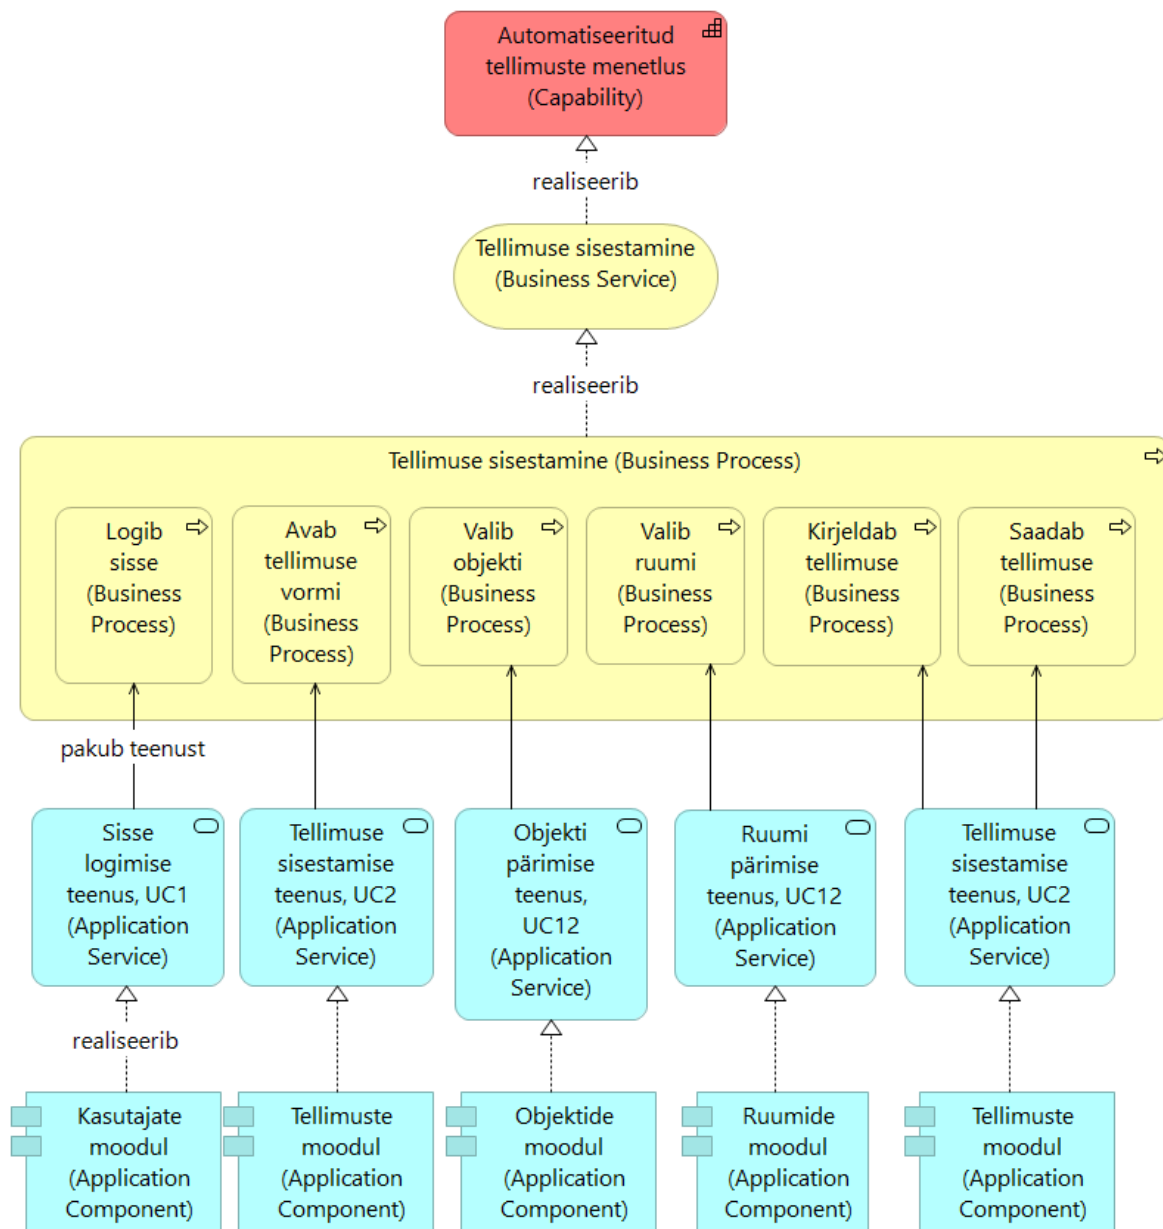 Automatiseeritud
tellimuste menetlus
(Capability)
realiseerib
Tellimuse sisestamine
(Business Service)
realiseerib
Tellimuse sisestamine (Business Process)
Logib
sisse
(Business
Process)
Avab
tellimuse
vormi
(Business
Process)
Valib
objekti
(Business
Process)
Valib
ruumi
(Business
Process)
Kirjeldab
tellimuse
(Business
Process)
Saadab
tellimuse
(Business
Process)
pakub teenust
Sisse
logimise
teenus, UC1
(Application
Service)
Tellimuse
sisestamise
teenus, UC2
(Application
Service)
Objekti
pärimise
teenus,
UC12
(Application
Service)
Ruumi
pärimise
teenus, UC12
(Application
Service)
Tellimuse
sisestamise
teenus, UC2
(Application
Service)
realiseerib
Kasutajate
moodul
(Application
Component)
Tellimuste
moodul
(Application
Component)
Objektide
moodul
(Application
Component)
Ruumide
moodul
(Application
Component)
Tellimuste
moodul
(Application
Component)